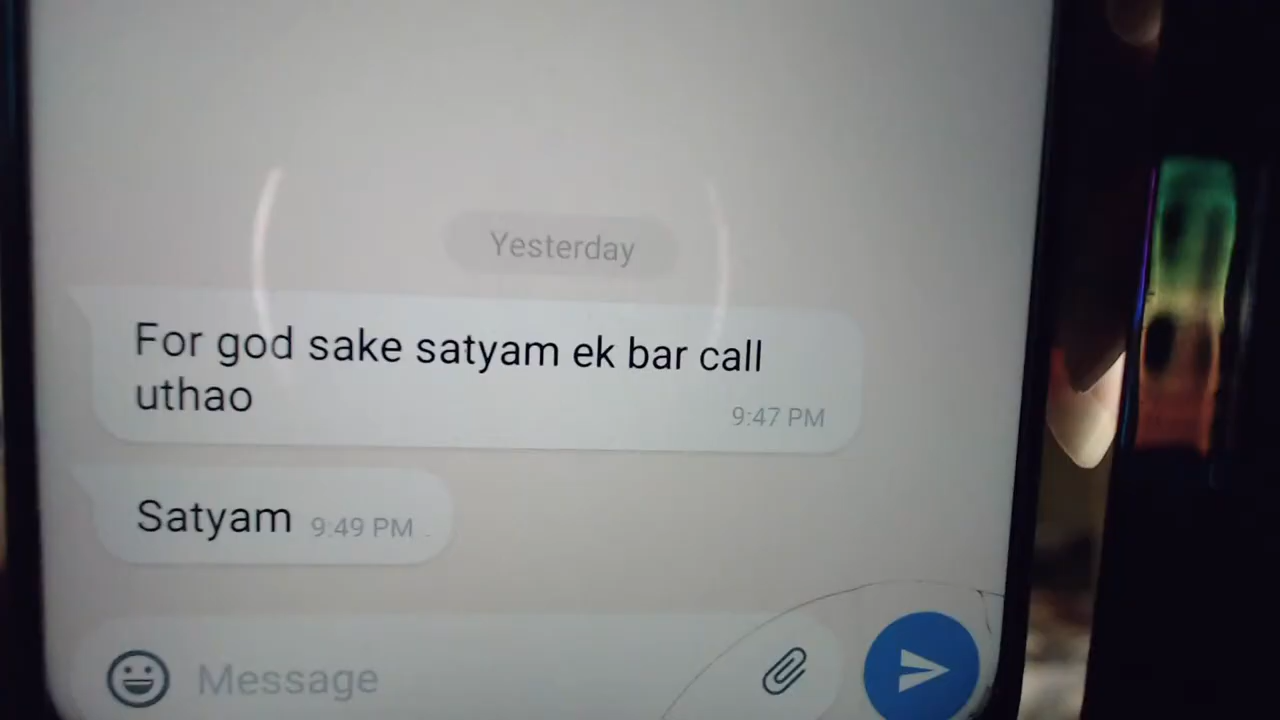 Yesterday
For god sake satyam ek bar call
uthao
9:47 PM
Satyam 9:49 PM
Message